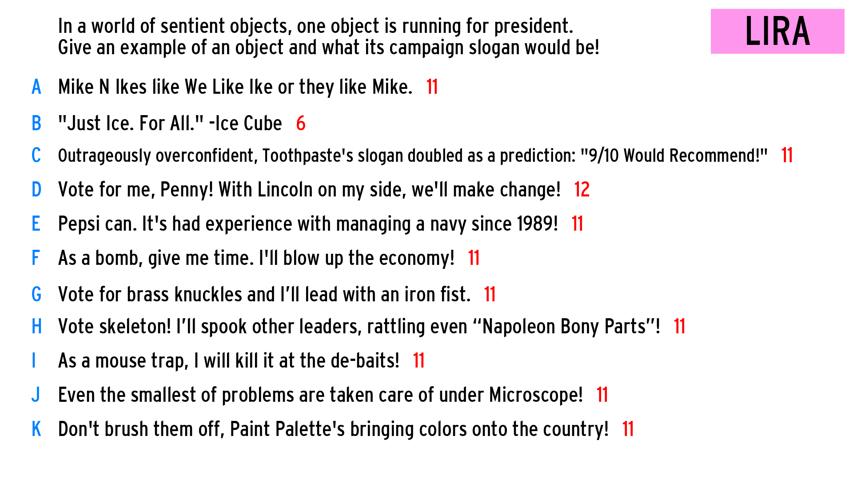 In a world of sentient objects, one object is running for president.
Give an example of an object and what its campaign slogan would be!
LIRA
A Mike N Ikes like We Like Ike or they like Mike. 11
B "Just Ice. For All." -Ice Cube 6
C Outrageously overconfident, Toothpaste's slogan doubled as a prediction: "9/10 Would Recommend!" 11
D Vote for me, Penny! With Lincoln on my side, we'll make change! 12
E Pepsi can. It's had experience with managing a navy since 1989! 11
F As a bomb, give me time. I'll blow up the economy! 11
G Vote for brass knuckles and I’ll lead with an iron fist. 11
H Vote skeleton! I’ll spook other leaders, rattling even “Napoleon Bony Parts”! 11
I As a mouse trap, I will kill it at the de-baits! 11
J Even the smallest of problems are taken care of under Microscope! 11
K Don't brush them off, Paint Palette's bringing colors onto the country! 11